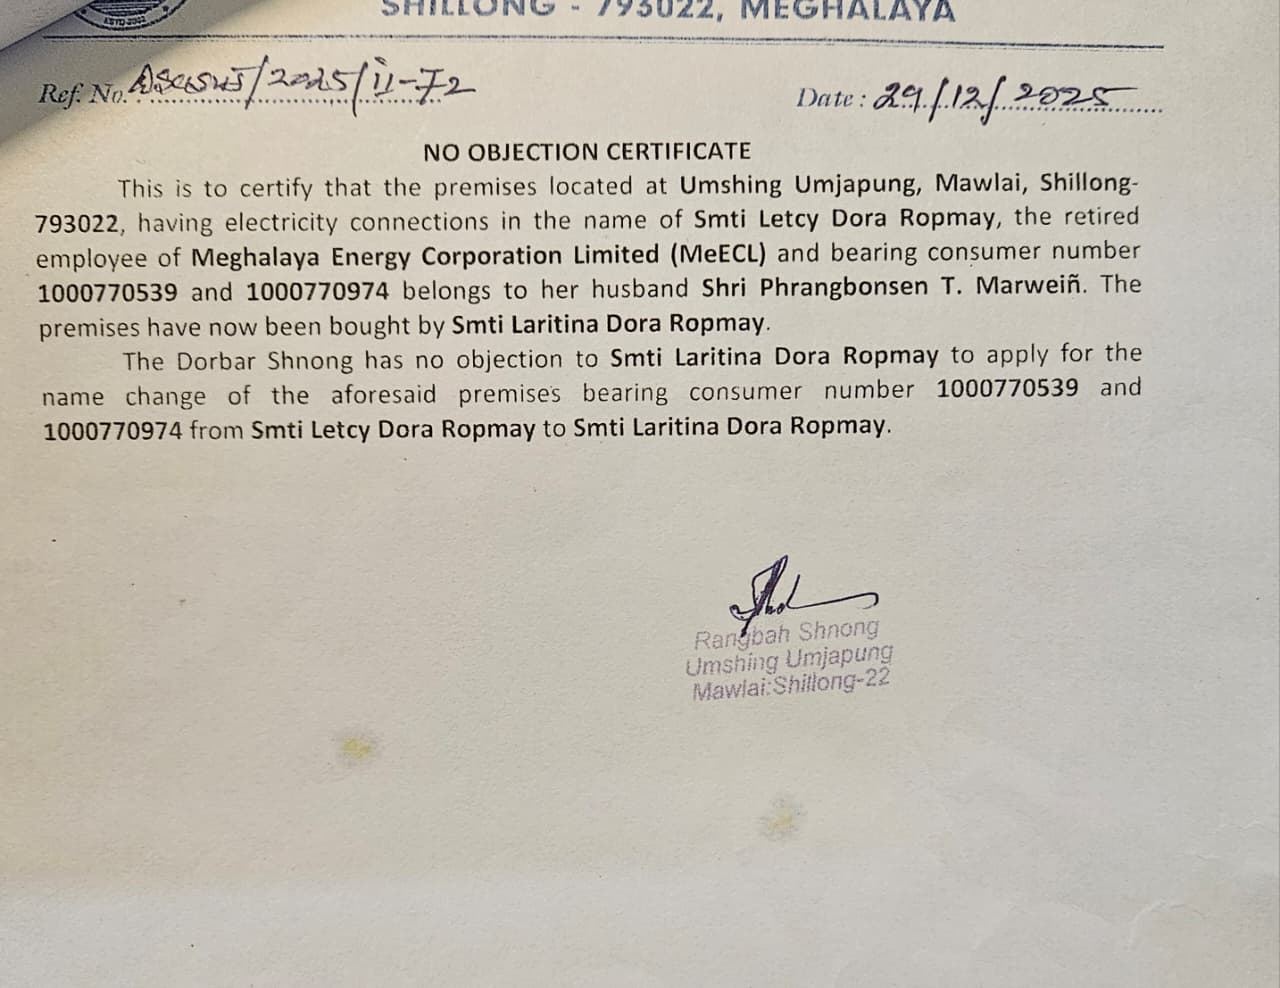 ESTD-2002
SHILLONG - 793022, MEGHALAYA
Ref. No. /2025/ii-72
Date : 29/12/2025
NO OBJECTION CERTIFICATE
This is to certify that the premises located at Umshing Umjapung, Mawlai, Shillong-
793022, having electricity connections in the name of Smti Letcy Dora Ropmay, the retired
employee of Meghalaya Energy Corporation Limited (MeECL) and bearing consumer number
1000770539 and 1000770974 belongs to her husband Shri Phrangbonsen T. Marweiñ. The
premises have now been bought by Smti Laritina Dora Ropmay.
The Dorbar Shnong has no objection to Smti Laritina Dora Ropmay to apply for the
name change of the aforesaid premises bearing consumer number 1000770539 and
1000770974 from Smti Letcy Dora Ropmay to Smti Laritina Dora Ropmay.
Rangbah Shnong
Umshing Umjapung
Mawlai:Shillong-22